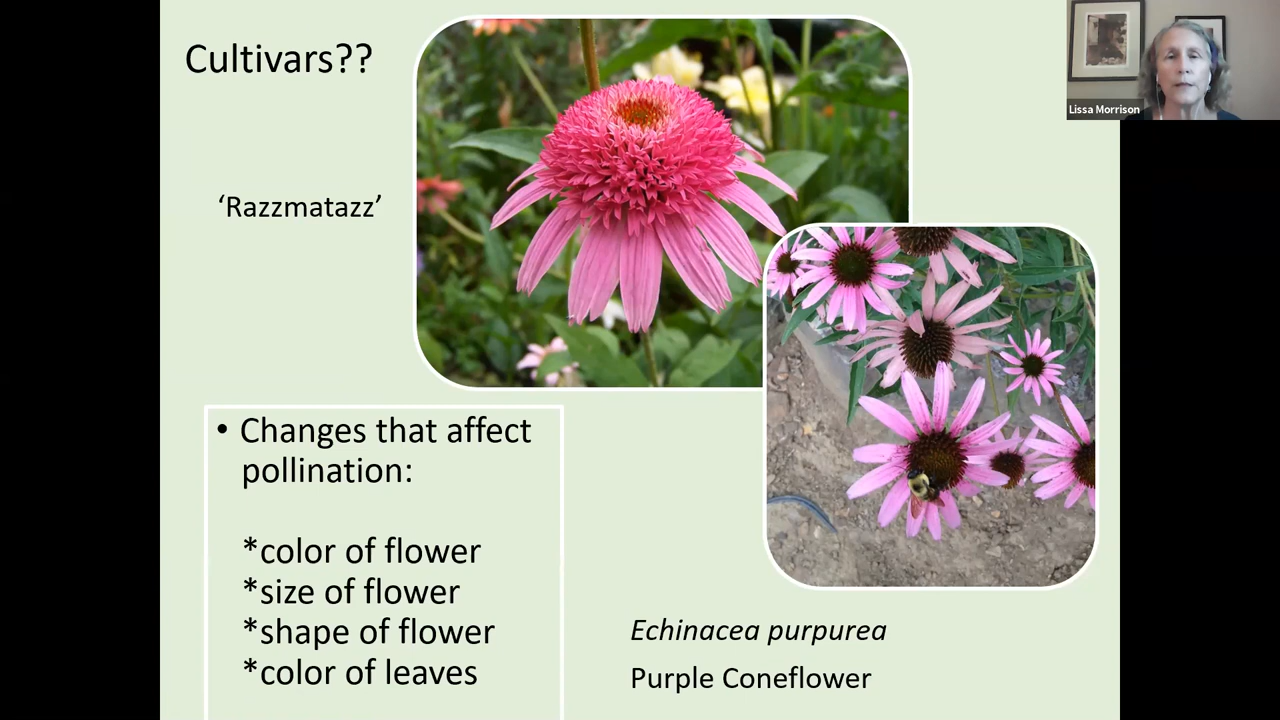 Cultivars??
Lissa Morrison
‘Razzmatazz’
• Changes that affect
pollination:
*color of flower
*size of flower
*shape of flower
*color of leaves
Echinacea purpurea
Purple Coneflower